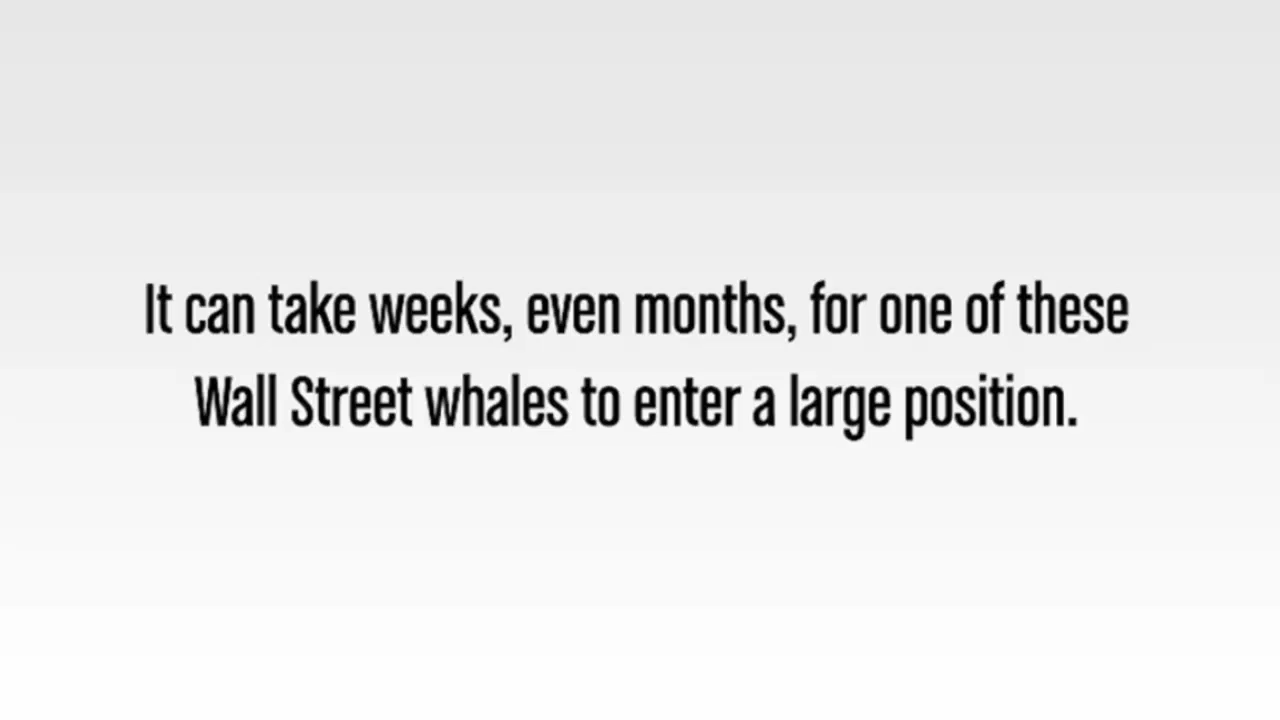 It can take weeks, even months, for one of these
Wall Street whales to enter a large position.